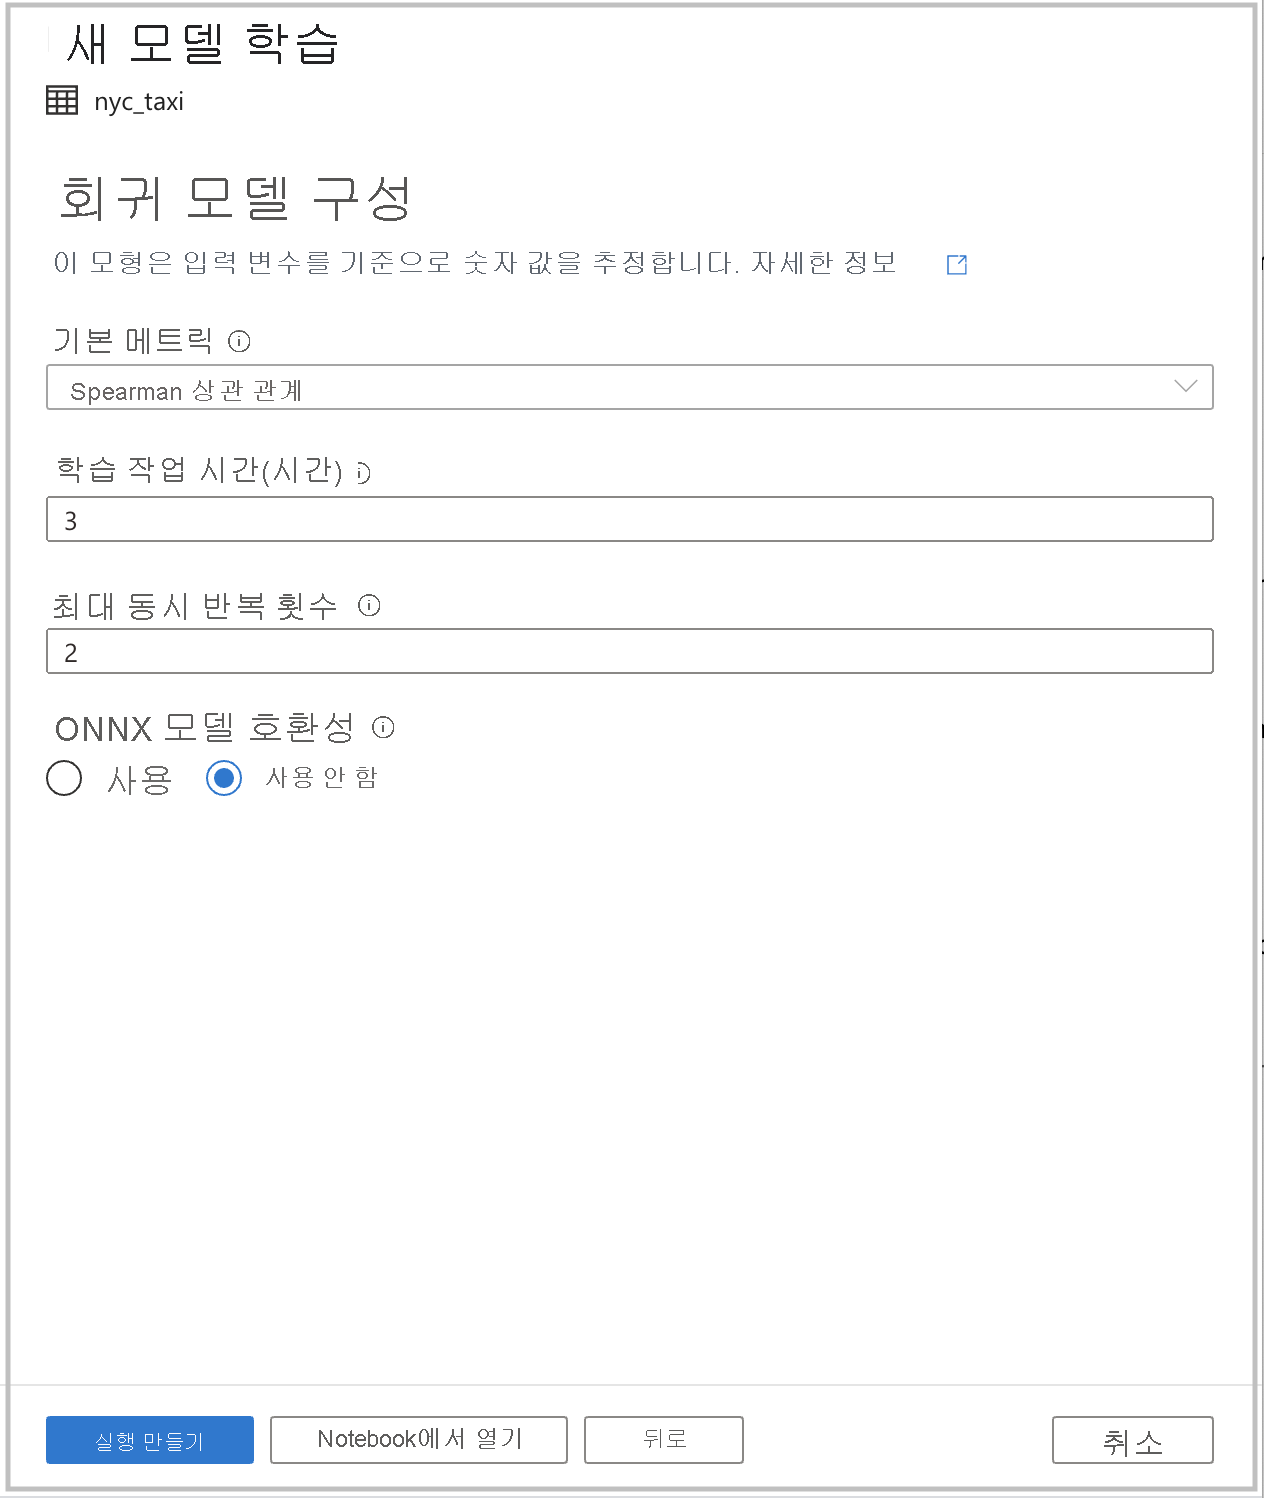 새 모델 학습
nyc_taxi
회귀 모델 구성
이 모형은 입력 변수를 기준으로 숫자 값을 추정합니다. 자세한 정보
기본 메트릭
Spearman 상관 관계
학습 작업 시간(시간)
3
최대 동시 반복 횟수
2
ONNX 모델 호환성
사용 사용 안 함
실행 만들기 Notebook에서 열기 뒤로 취소